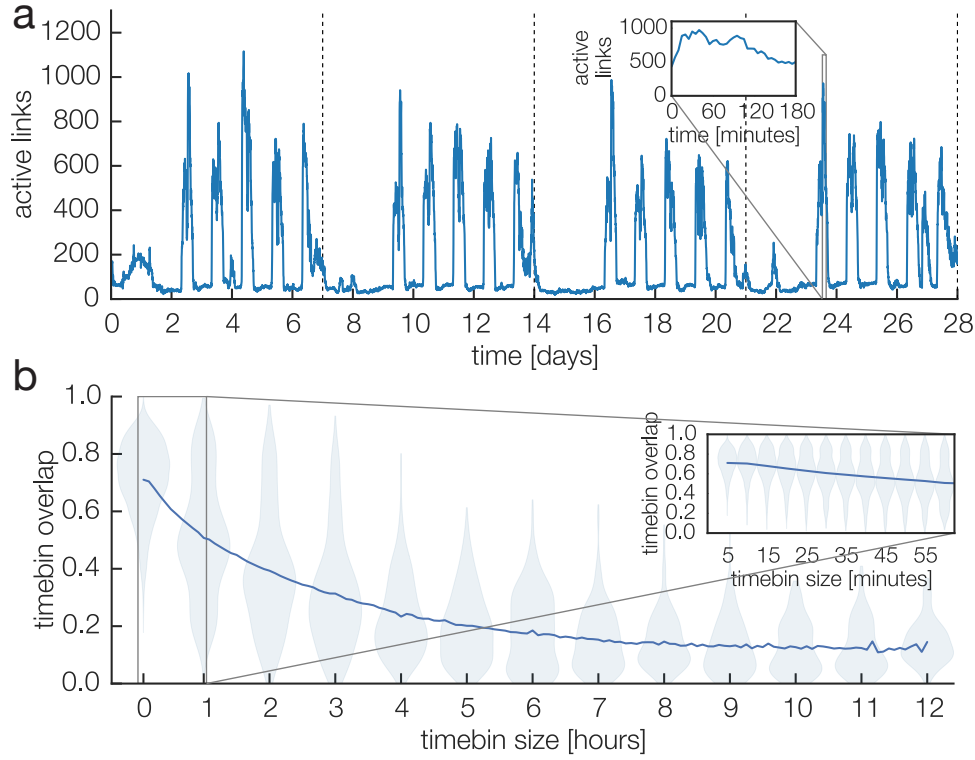 a
active links
1200
1000
800
600
400
200
0
0 2 4 6 8 10 12 14 16 18 20 22 24 26 28
time [days]
active
links
1000
500
0
0 60 120 180
time [minutes]
b
timebin overlap
1.0
0.8
0.6
0.4
0.2
0.0
0 1 2 3 4 5 6 7 8 9 10 11 12
timebin size [hours]
timebin overlap
1.0
0.8
0.6
0.4
0.2
0.0
5 15 25 35 45 55
timebin size [minutes]